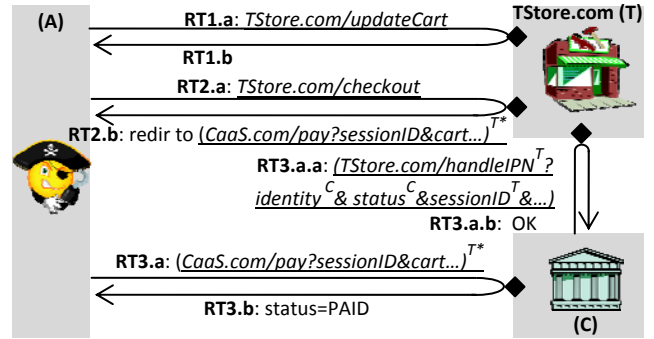 (A)
TStore.com (T)
RT1.a: TStore.com/updateCart
RT1.b
RT2.a: TStore.com/checkout
RT2.b: redir to (CaaS.com/pay?sessionID&cart...)T*
RT3.a.a: (TStore.com/handleIPNT?
identityC& statusC&sessionIDT&...)
RT3.a.b: OK
RT3.a: (CaaS.com/pay?sessionID&cart...)T*
RT3.b: status=PAID
(C)